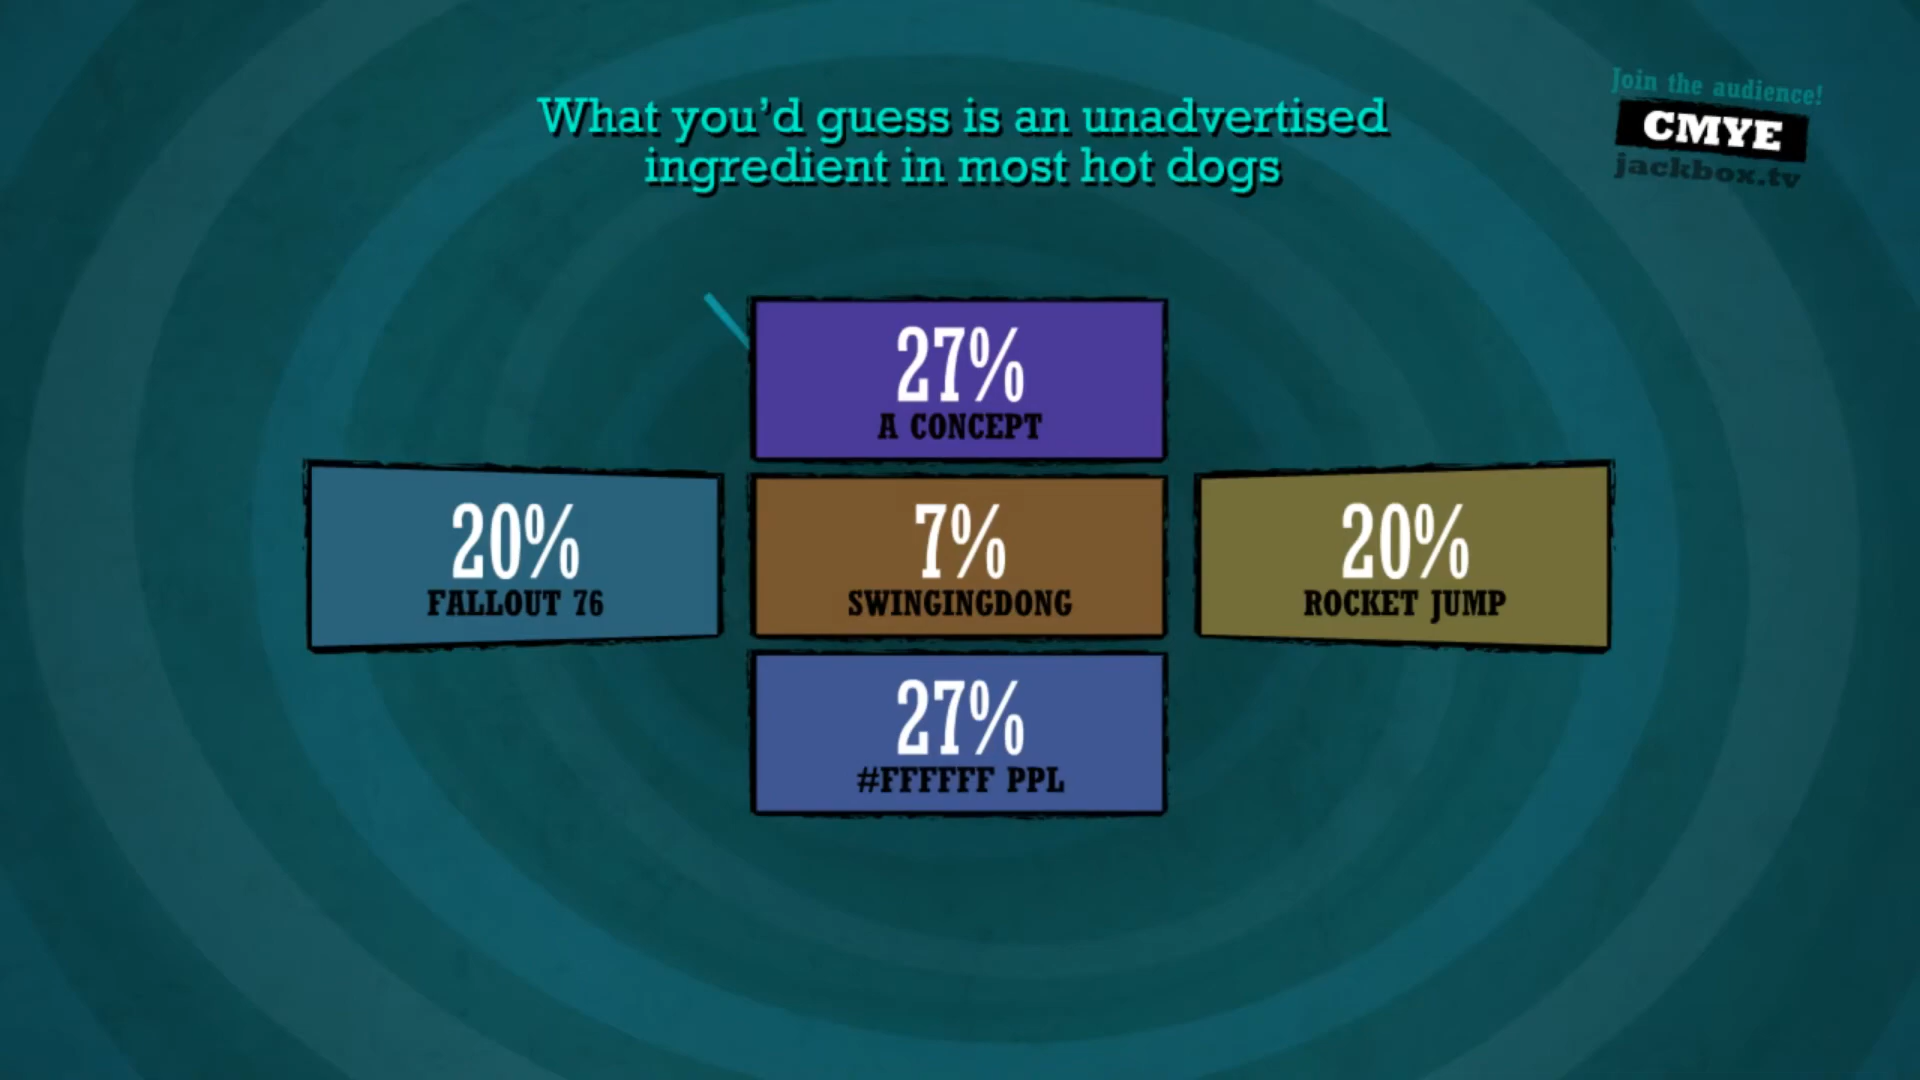 What you'd guess is an unadvertised
ingredient in most hot dogs
Join the audience!
CMYE
jackbox.tv
27%
A CONCEPT
20%
FALLOUT 76
7%
SWINGINGDONG
20%
ROCKET JUMP
27%
#FFFFFF PPL